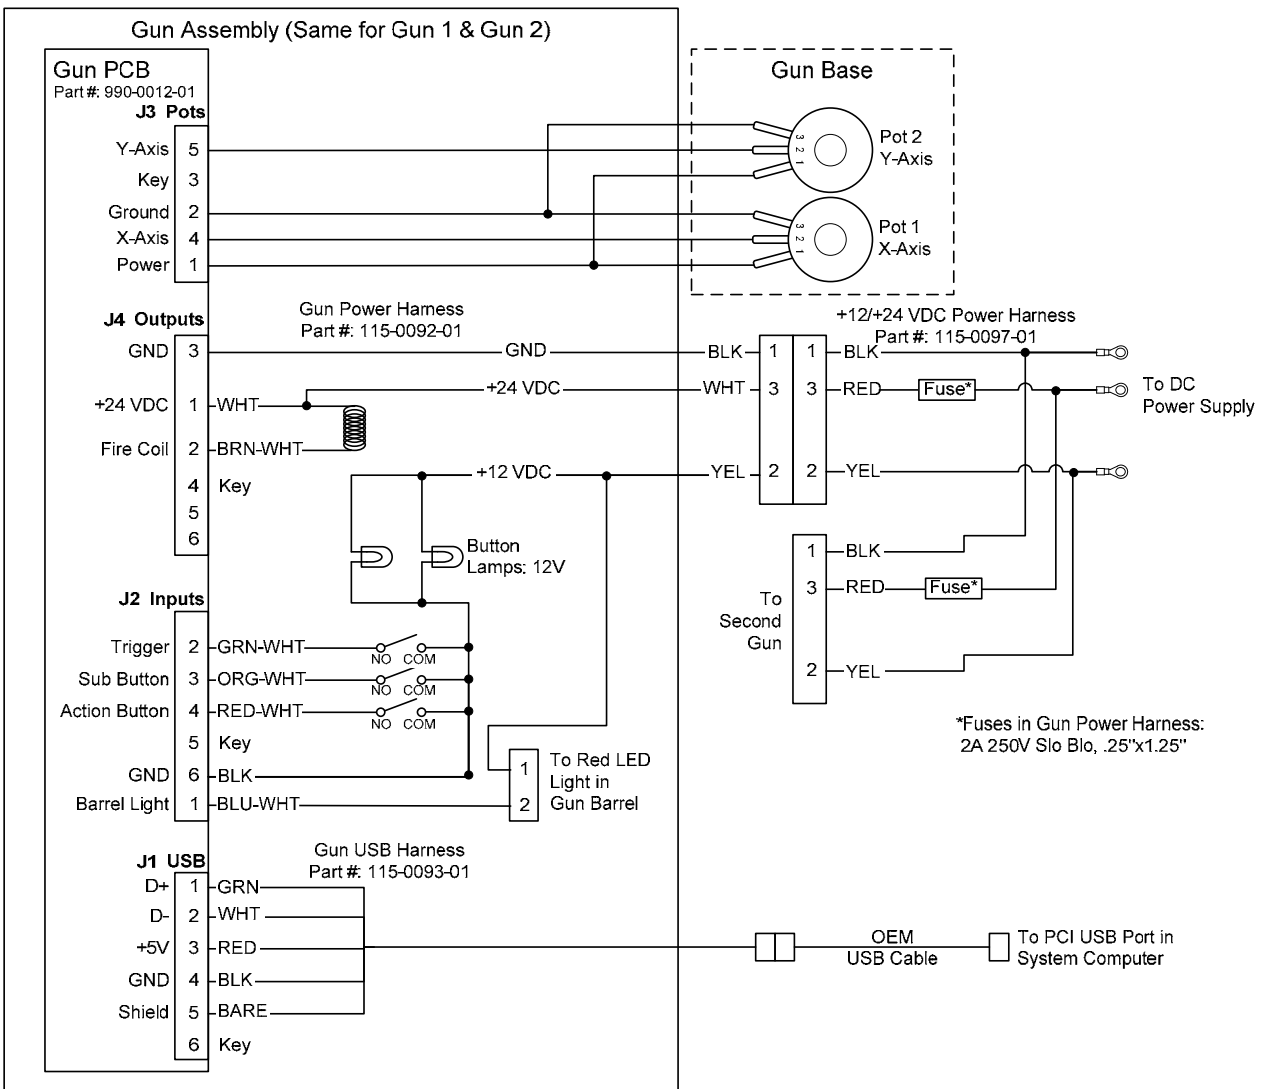 Gun Assembly (Same for Gun 1 & Gun 2)
Gun PCB
Part #: 990-0012-01
J3 Pots
Y-Axis 5
Key 3
Ground 2
X-Axis 4
Power 1
Gun Base
3
2
1
Pot 2
Y-Axis
3
2
1
Pot 1
X-Axis
J4 Outputs
Gun Power Harness
Part #: 115-0092-01
+12/+24 VDC Power Harness
Part #: 115-0097-01
GND 3 GND BLK 1 1 BLK
+24 VDC WHT 3 3 RED Fuse*
To DC
Power Supply
+24 VDC 1 WHT
Fire Coil 2 BRN-WHT
+12 VDC YEL 2 2 YEL
4 Key
5
6
Button
Lamps: 12V
1 BLK
3 RED Fuse*
2 YEL
To
Second
Gun
J2 Inputs
Trigger 2 GRN-WHT NO COM
Sub Button 3 ORG-WHT NO COM
Action Button 4 RED-WHT NO COM
5 Key
GND 6 BLK
Barrel Light 1 BLU-WHT
1
2
To Red LED
Light in
Gun Barrel
*Fuses in Gun Power Harness:
2A 250V Slo Blo, .25"x1.25"
J1 USB
Gun USB Harness
Part #: 115-0093-01
D+ 1 GRN
D- 2 WHT
+5V 3 RED
GND 4 BLK
Shield 5 BARE
6 Key
OEM
USB Cable
To PCI USB Port in
System Computer